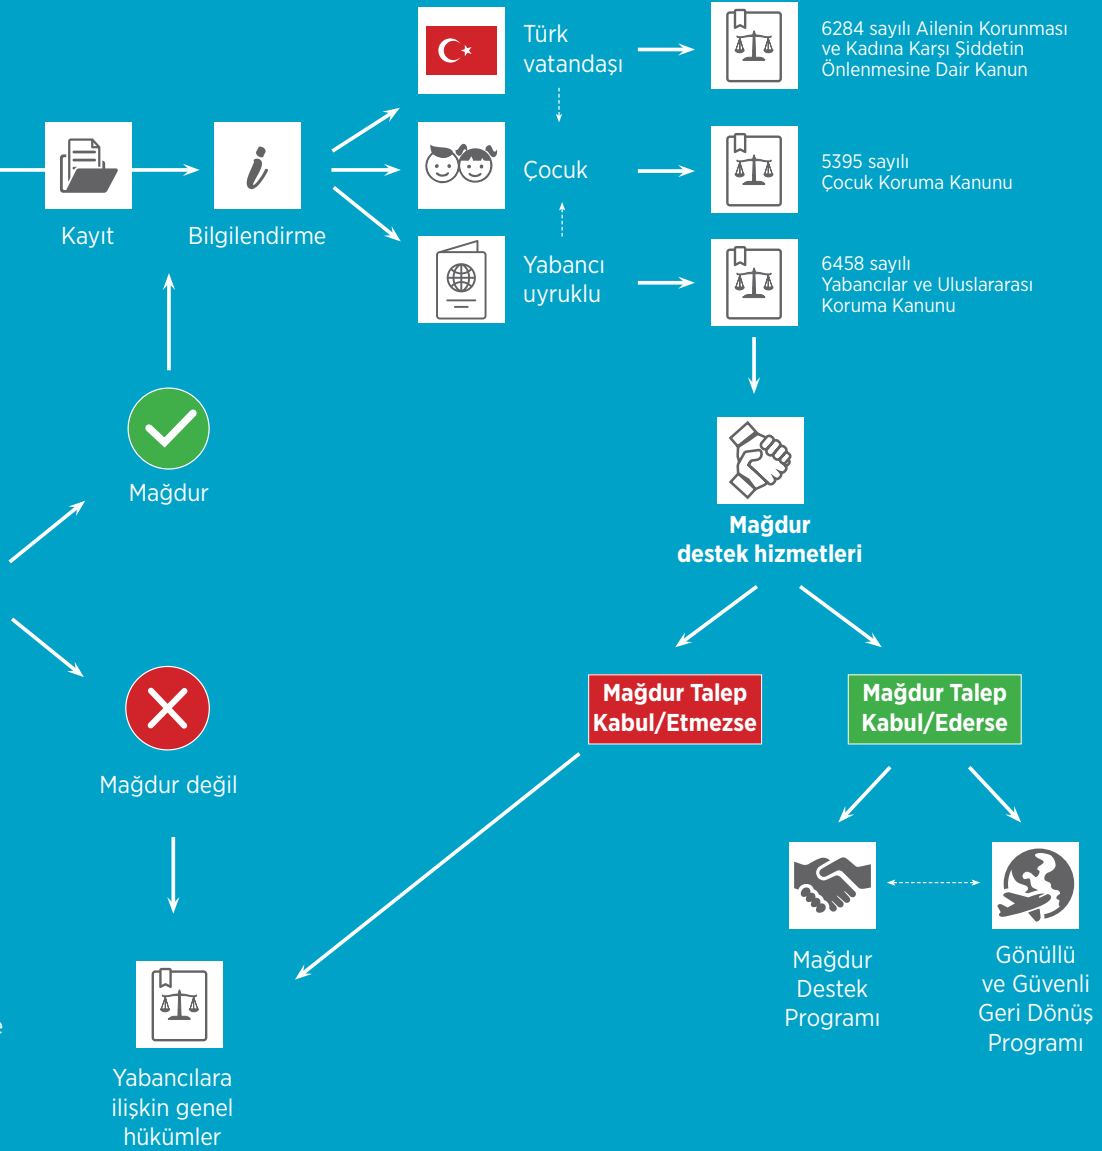 Türk
vatandaşı
6284 sayılı Ailenin Korunması
ve Kadına Karşı Şiddetin
Önlenmesine Dair Kanun
Kayıt
Bilgilendirme
Çocuk
5395 sayılı
Çocuk Koruma Kanunu
Yabancı
uyruklu
6458 sayılı
Yabancılar ve Uluslararası
Koruma Kanunu
Mağdur
Mağdur
destek hizmetleri
Mağdur değil
Mağdur Talep
Kabul/Etmezse
Mağdur Talep
Kabul/Ederse
Mağdur
Destek
Programı
Gönüllü
ve Güvenli
Geri Dönüş
Programı
Yabancılara
ilişkin genel
hükümler